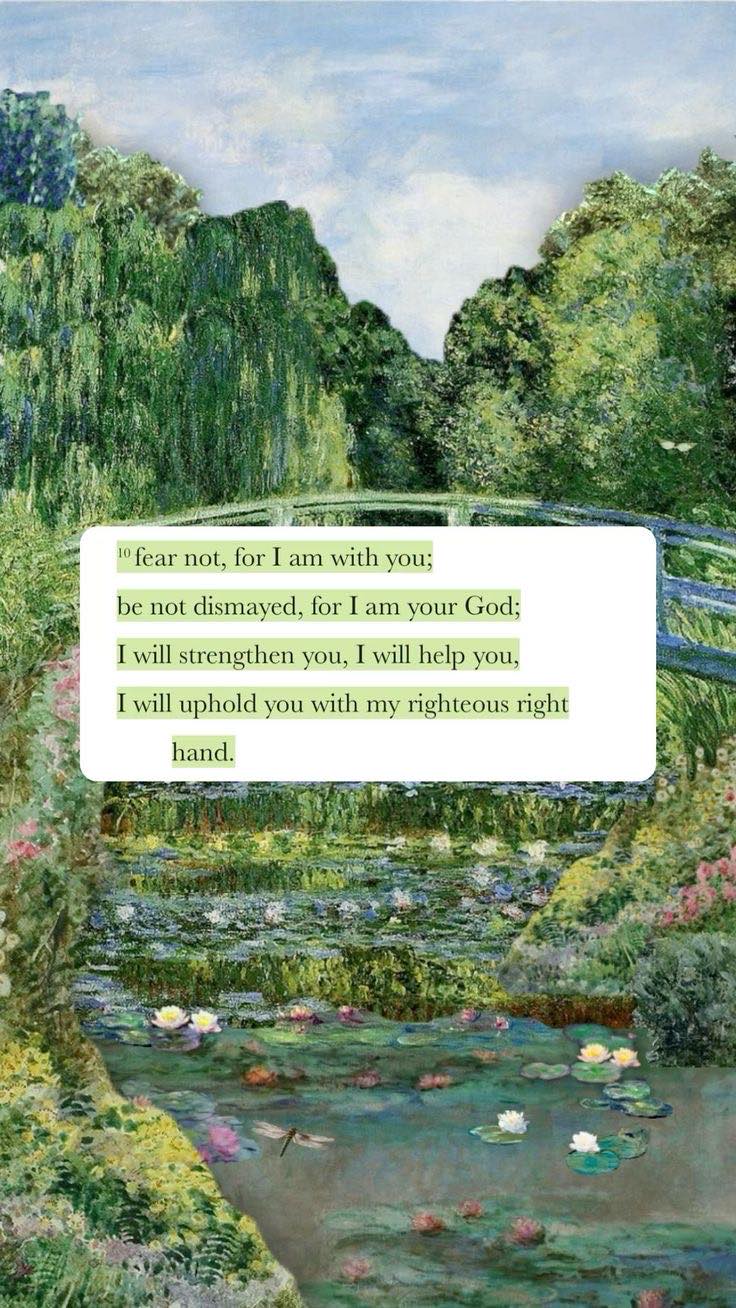 10 fear not, for I am with you;
be not dismayed, for I am your God;
I will strengthen you, I will help you,
I will uphold you with my righteous right
hand.